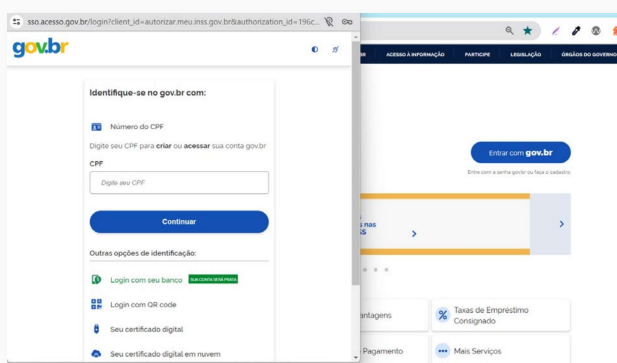 sso.acesso.gov.br/login?client_id=autorizar.meu.inss.gov.br&authorization_id=196c...
gov.br
Identifique-se no gov.br com:
Número do CPF
Digite seu CPF para criar ou acessar sua conta gov.br
CPF
Digite seu CPF
Continuar
Outras opções de identificação:
Login com seu banco SUA CONTA SERÁ PRATA
Login com QR code
Seu certificado digital
Seu certificado digital em nuvem
ACESSO À INFORMAÇÃO PARTICIPE LEGISLAÇÃO ÓRGÃOS DO GOVERNO
Entrar com gov.br
Entre com a senha gov.br ou faça o cadastro
s nas
SS
antagens
Taxas de Empréstimo
Consignado
Pagamento
Mais Serviços